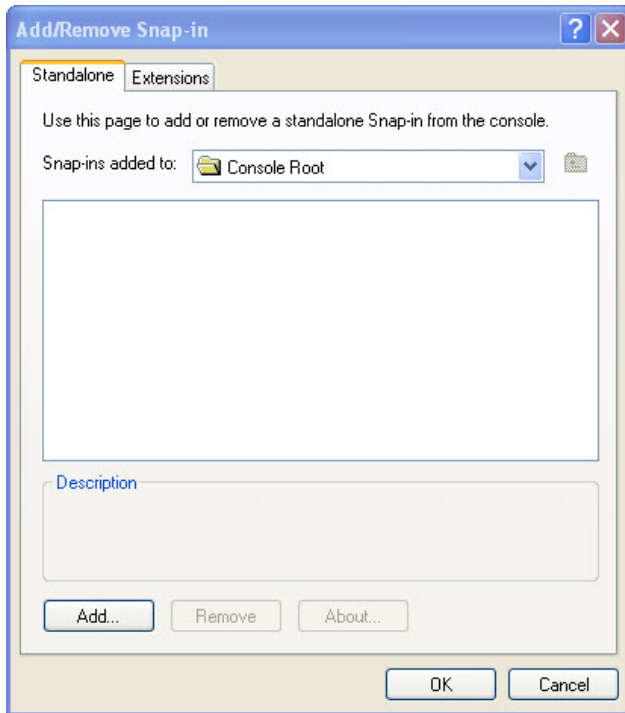 Add/Remove Snap-in
Standalone
Extensions
Use this page to add or remove a standalone Snap-in from the console.
Snap-ins added to:
Console Root
Description
Add...
Remove
About...
OK
Cancel